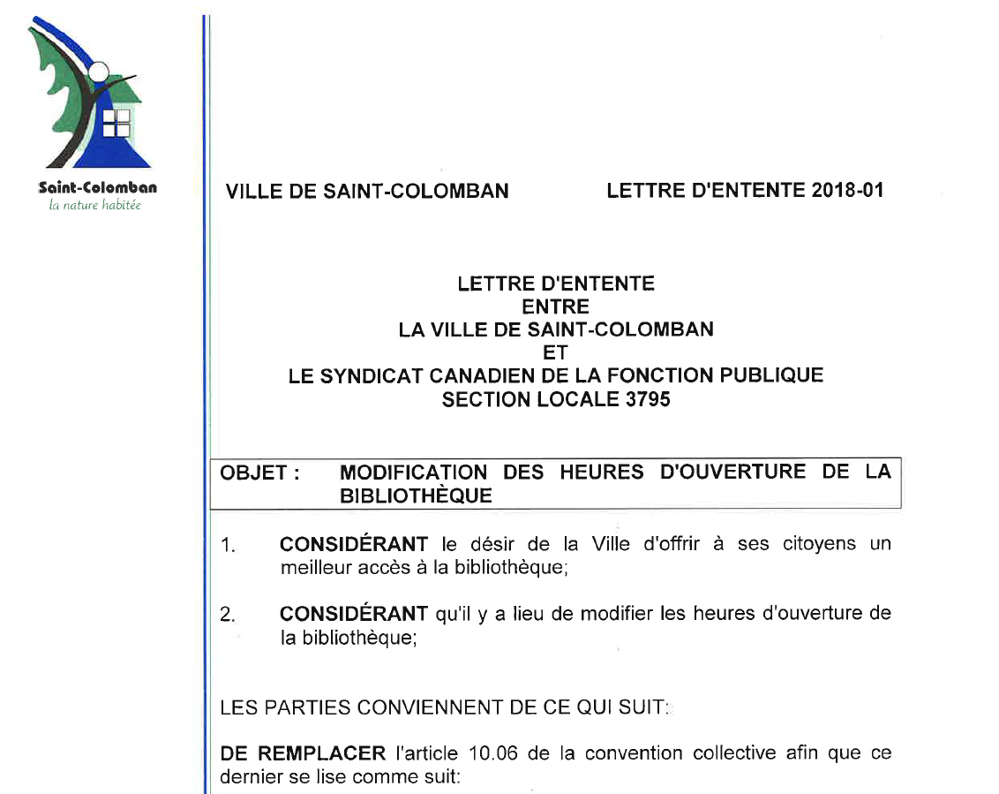 Saint-Colomban
la nature habitée
VILLE DE SAINT-COLOMBAN LETTRE D'ENTENTE 2018-01
LETTRE D'ENTENTE
ENTRE
LA VILLE DE SAINT-COLOMBAN
ET
LE SYNDICAT CANADIEN DE LA FONCTION PUBLIQUE
SECTION LOCALE 3795
OBJET : MODIFICATION DES HEURES D'OUVERTURE DE LA
BIBLIOTHÈQUE
1. CONSIDÉRANT le désir de la Ville d'offrir à ses citoyens un
meilleur accès à la bibliothèque;
2. CONSIDÉRANT qu'il y a lieu de modifier les heures d'ouverture de
la bibliothèque;
LES PARTIES CONVIENNENT DE CE QUI SUIT:
DE REMPLACER l'article 10.06 de la convention collective afin que ce
dernier se lise comme suit: